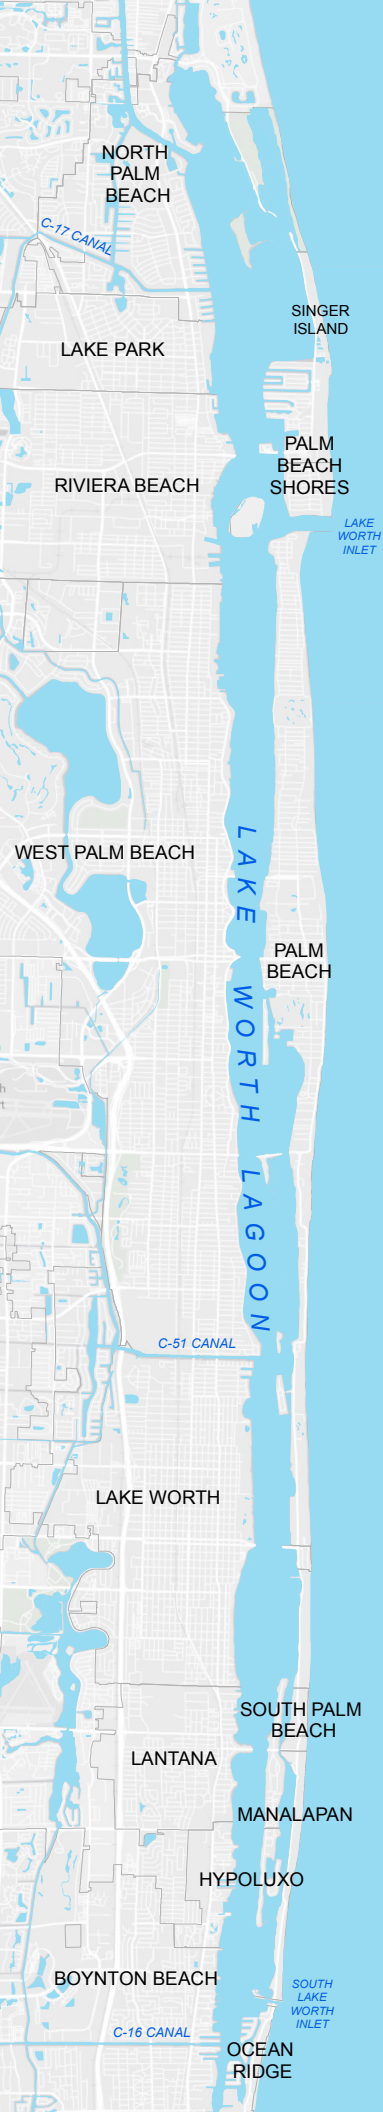 NORTH
PALM
BEACH
C-17 CANAL
SINGER
ISLAND
LAKE PARK
PALM
BEACH
SHORES
RIVIERA BEACH
LAKE
WORTH
INLET
LAKE WORTH LAGOON
WEST PALM BEACH
PALM
BEACH
C-51 CANAL
LAKE WORTH
SOUTH PALM
BEACH
LANTANA
MANALAPAN
HYPOLUXO
BOYNTON BEACH
SOUTH
LAKE
WORTH
INLET
C-16 CANAL
OCEAN
RIDGE